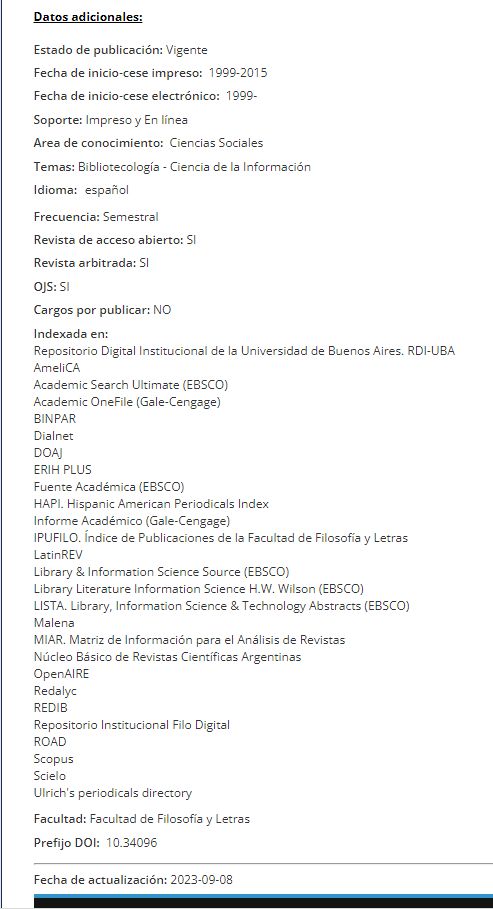 Datos adicionales:
Estado de publicación: Vigente
Fecha de inicio-cese impreso: 1999-2015
Fecha de inicio-cese electrónico: 1999-
Soporte: Impreso y En línea
Area de conocimiento: Ciencias Sociales
Temas: Bibliotecología - Ciencia de la Información
Idioma: español
Frecuencia: Semestral
Revista de acceso abierto: SI
Revista arbitrada: SI
OJS: SI
Cargos por publicar: NO
Indexada en:
Repositorio Digital Institucional de la Universidad de Buenos Aires. RDI-UBA
AmeliCA
Academic Search Ultimate (EBSCO)
Academic OneFile (Gale-Cengage)
BINPAR
Dialnet
DOAJ
ERIH PLUS
Fuente Académica (EBSCO)
HAPI. Hispanic American Periodicals Index
Informe Académico (Gale-Cengage)
IPUFILO. Índice de Publicaciones de la Facultad de Filosofía y Letras
LatinREV
Library & Information Science Source (EBSCO)
Library Literature Information Science H.W. Wilson (EBSCO)
LISTA. Library, Information Science & Technology Abstracts (EBSCO)
Malena
MIAR. Matriz de Información para el Análisis de Revistas
Núcleo Básico de Revistas Científicas Argentinas
OpenAIRE
Redalyc
REDIB
Repositorio Institucional Filo Digital
ROAD
Scopus
Scielo
Ulrich's periodicals directory
Facultad: Facultad de Filosofía y Letras
Prefijo DOI: 10.34096
Fecha de actualización: 2023-09-08